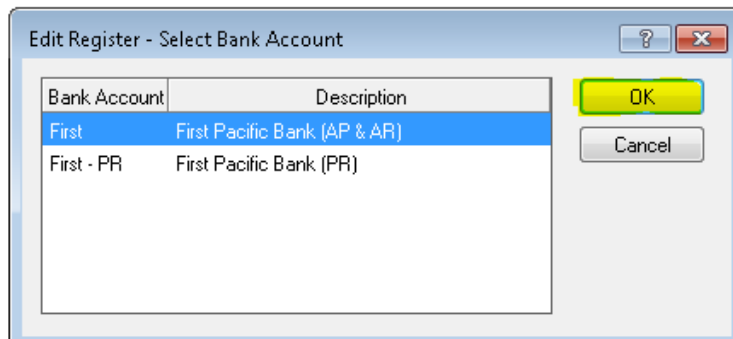 Edit Register - Select Bank Account
Bank Account Description
OK
First First Pacific Bank (AP & AR)
Cancel
First - PR First Pacific Bank (PR)